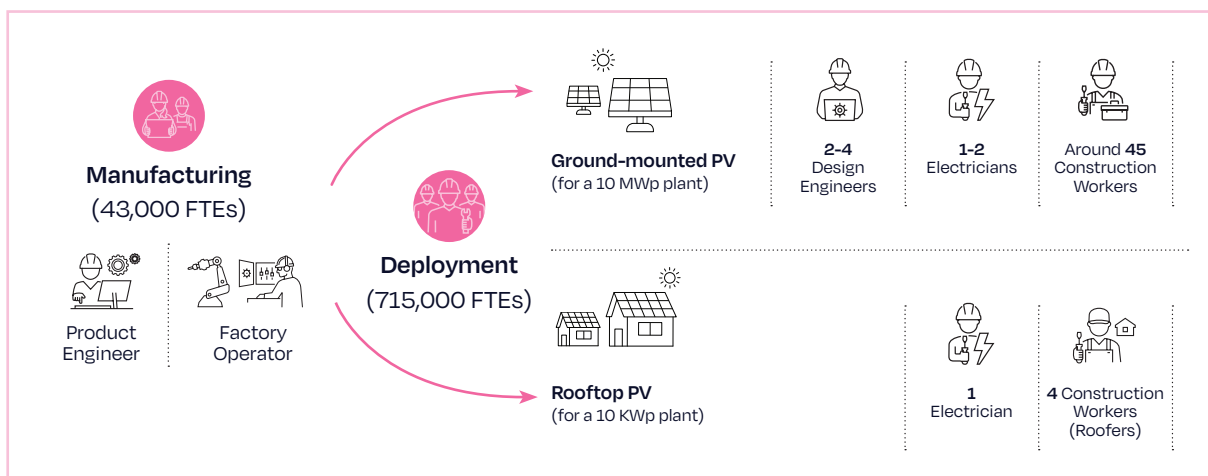 Manufacturing
(43,000 FTEs)
Product
Engineer
Factory
Operator
Deployment
(715,000 FTEs)
Ground-mounted PV
(for a 10 MWp plant)
2-4
Design
Engineers
1-2
Electricians
Around 45
Construction
Workers
Rooftop PV
(for a 10 KWp plant)
1
Electrician
4 Construction
Workers
(Roofers)